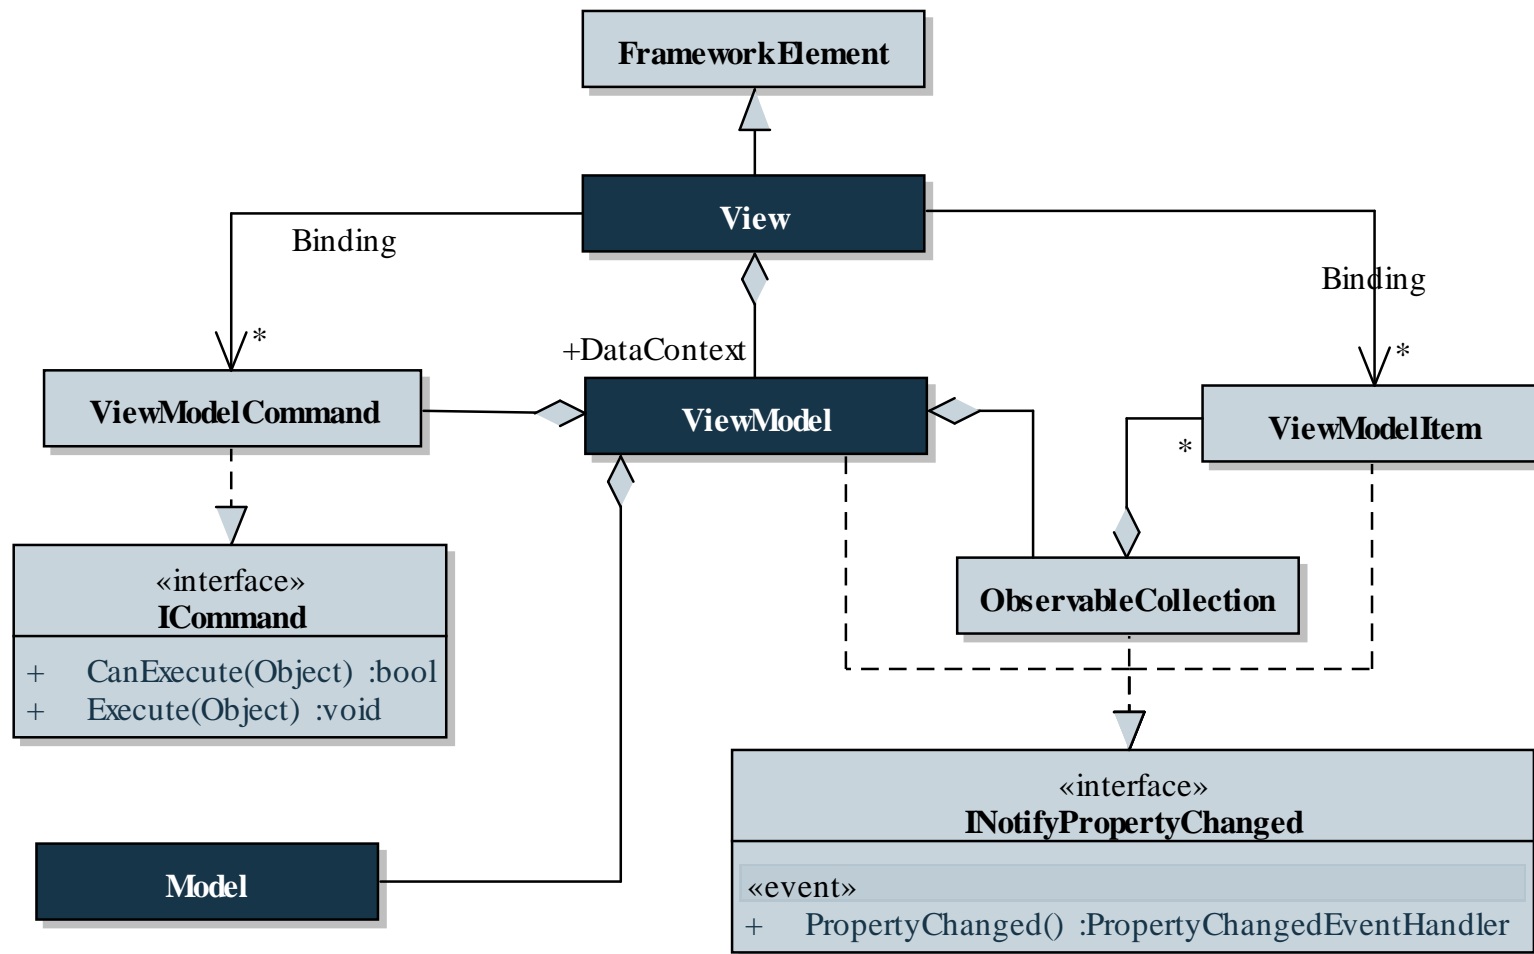 FrameworkElement
View
Binding
Binding
*
*
+DataContext
ViewModelCommand
ViewModel
ViewModelItem
*
«interface»
ICommand
+ CanExecute(Object) :bool
+ Execute(Object) :void
ObservableCollection
«interface»
INotifyPropertyChanged
Model
«event»
+ PropertyChanged() :PropertyChangedEventHandler